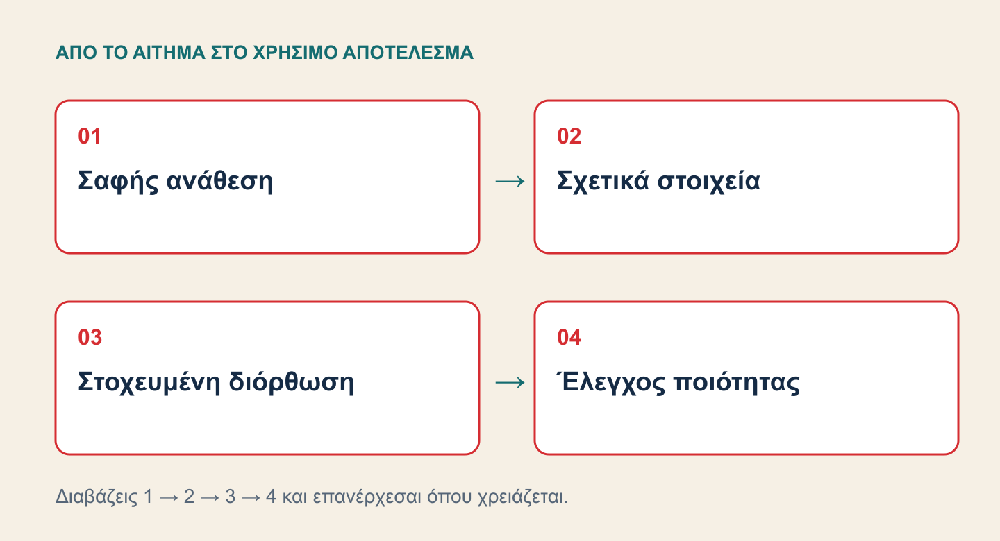 ΑΠΟ ΤΟ ΑΙΤΗΜΑ ΣΤΟ ΧΡΗΣΙΜΟ ΑΠΟΤΕΛΕΣΜΑ
01
Σαφής ανάθεση
→
02
Σχετικά στοιχεία
03
Στοχευμένη διόρθωση
→
04
Έλεγχος ποιότητας
Διαβάζεις 1 → 2 → 3 → 4 και επανέρχεσαι όπου χρειάζεται.